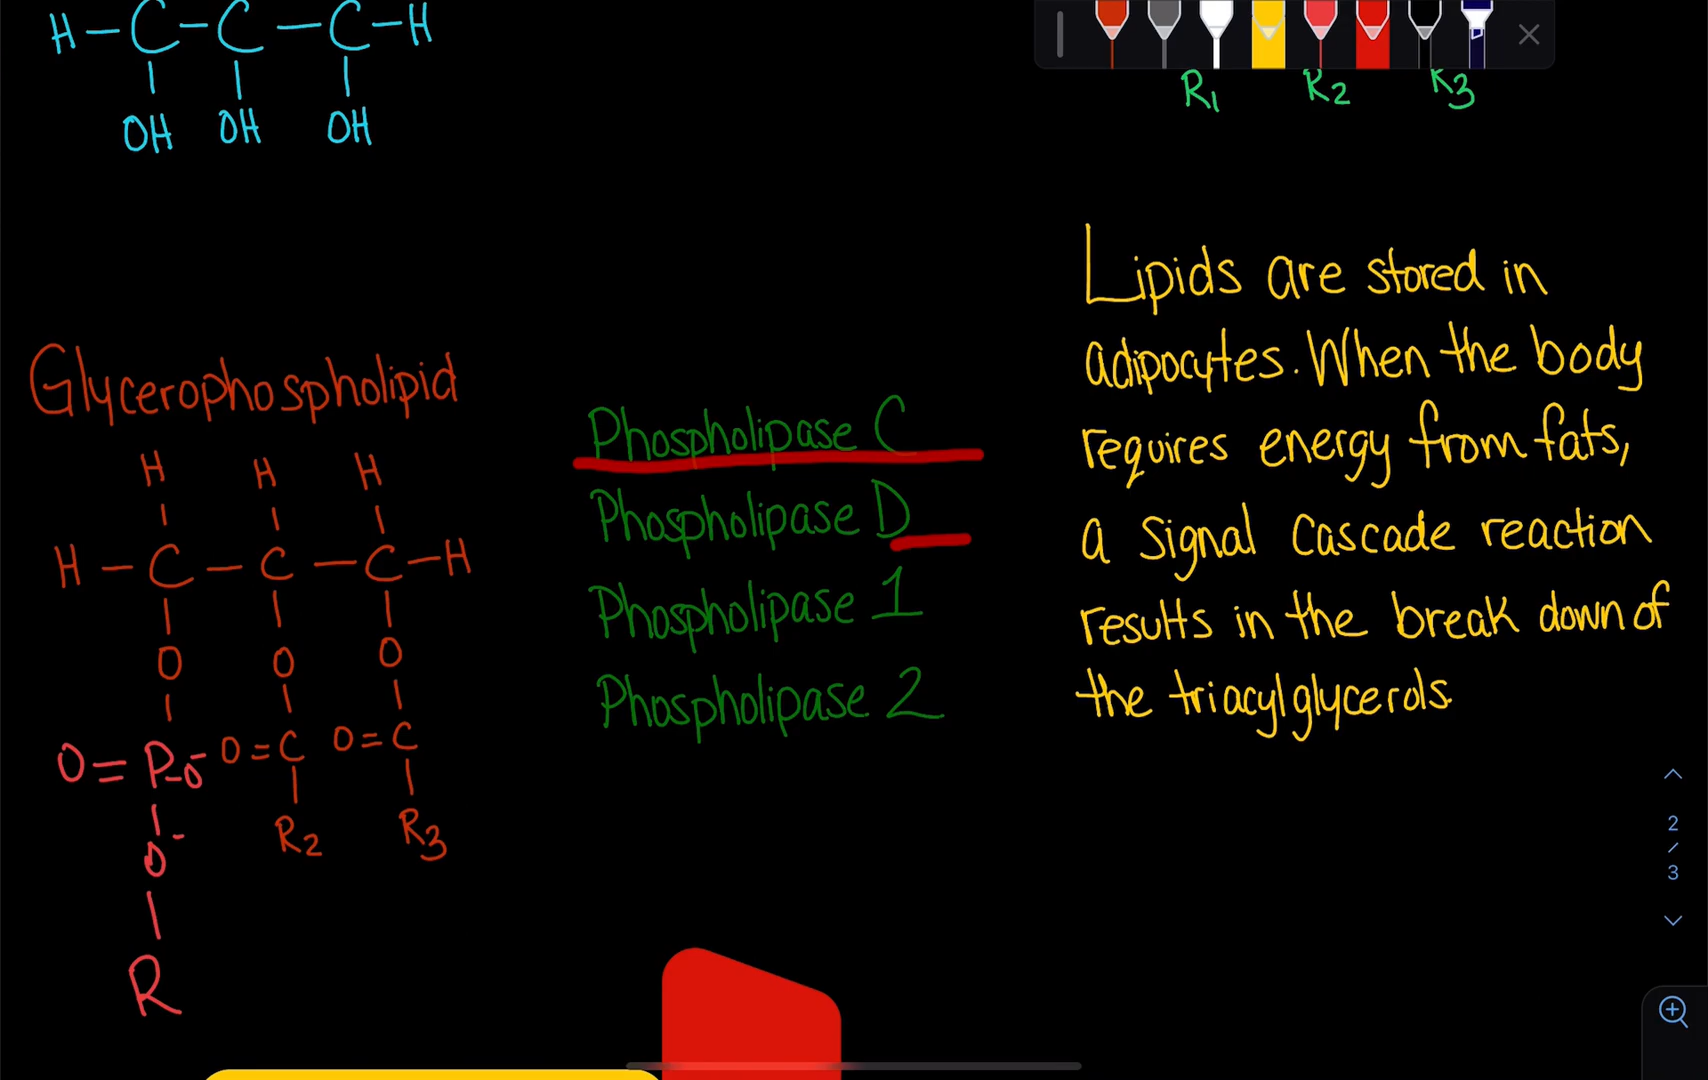 H-C-C-C-H
OH OH OH
R1 R2 R3
Glycerophospholipid
H H H
H-C-C-C-H
O O O
O=P-O- O=C O=C
O-
R2 R3
R
Phospholipase C
Phospholipase D
Phospholipase 1
Phospholipase 2
Lipids are stored in
adipocytes. When the body
requires energy from fats,
a signal cascade reaction
results in the break down of
the triacylglycerols.
2
/
3